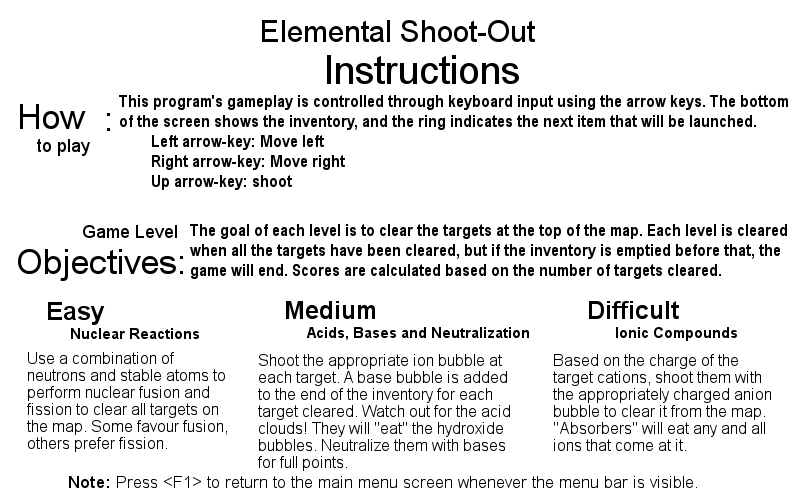 Elemental Shoot-Out
Instructions
How to play :
This program's gameplay is controlled through keyboard input using the arrow keys. The bottom
of the screen shows the inventory, and the ring indicates the next item that will be launched.
Left arrow-key: Move left
Right arrow-key: Move right
Up arrow-key: shoot
Game Level
Objectives:
The goal of each level is to clear the targets at the top of the map. Each level is cleared
when all the targets have been cleared, but if the inventory is emptied before that, the
game will end. Scores are calculated based on the number of targets cleared.
Easy
Nuclear Reactions
Use a combination of
neutrons and stable atoms to
perform nuclear fusion and
fission to clear all targets on
the map. Some favour fusion,
others prefer fission.
Medium
Acids, Bases and Neutralization
Shoot the appropriate ion bubble at
each target. A base bubble is added
to the end of the inventory for each
target cleared. Watch out for the acid
clouds! They will "eat" the hydroxide
bubbles. Neutralize them with bases
for full points.
Difficult
Ionic Compounds
Based on the charge of the
target cations, shoot them with
the appropriately charged anion
bubble to clear it from the map.
"Absorbers" will eat any and all
ions that come at it.
Note: Press <F1> to return to the main menu screen whenever the menu bar is visible.